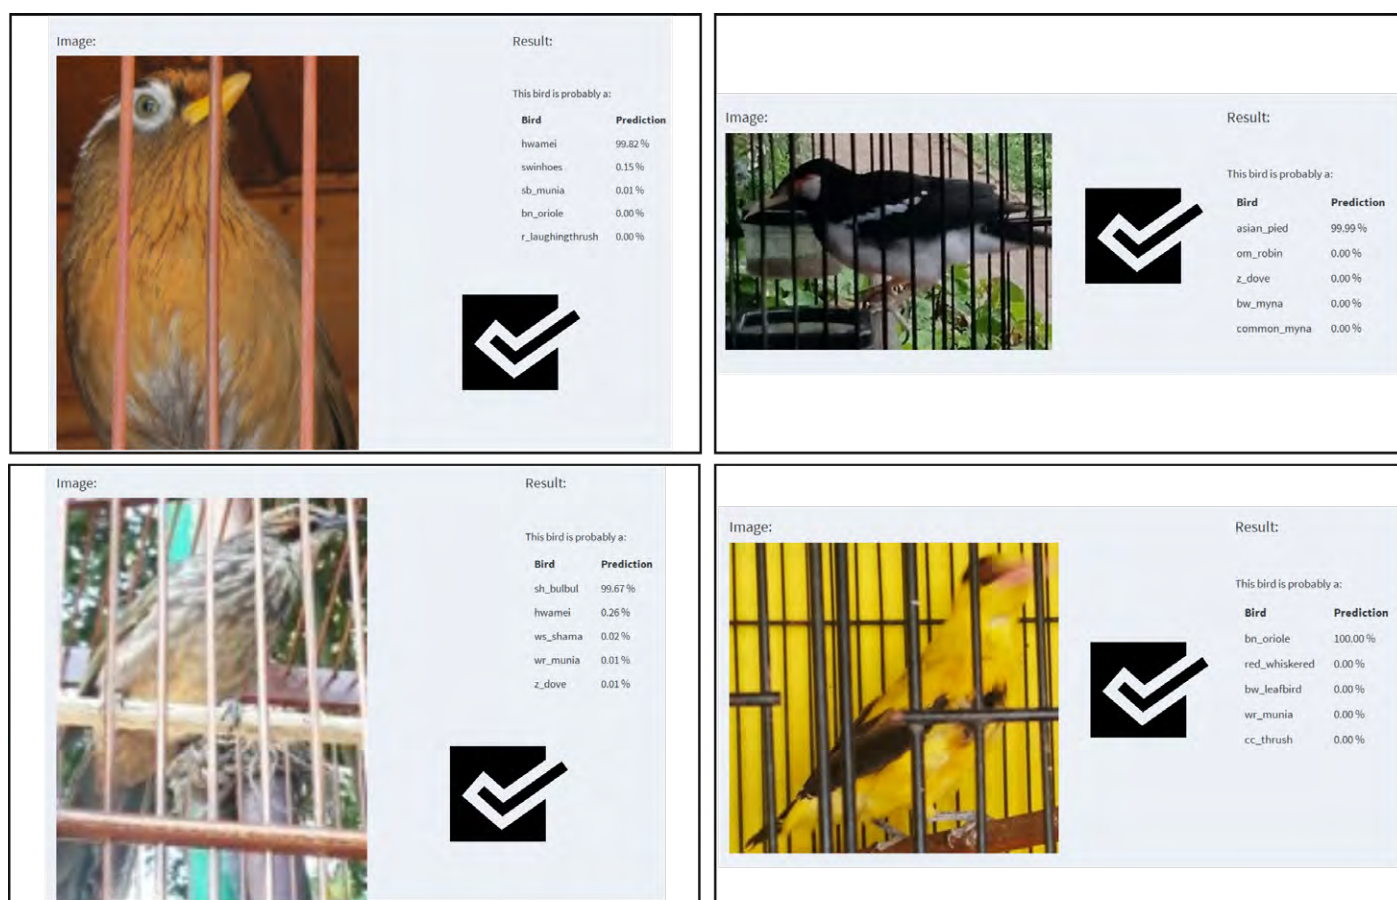 Image:
Result:
This bird is probably a:
Bird Prediction
hwamei 99.82 %
swinhoes 0.15 %
sb_munia 0.01 %
bn_oriole 0.00 %
r_laughingthrush 0.00 %
Image:
Result:
This bird is probably a:
Bird Prediction
asian_pied 99.99 %
om_robin 0.00 %
z_dove 0.00 %
bw_myna 0.00 %
common_myna 0.00 %
Image:
Result:
This bird is probably a:
Bird Prediction
sh_bulbul 99.67 %
hwamei 0.26 %
ws_shama 0.02 %
wr_munia 0.01 %
z_dove 0.01 %
Image:
Result:
This bird is probably a:
Bird Prediction
bn_oriole 100.00 %
red_whiskered 0.00 %
bw_leafbird 0.00 %
wr_munia 0.00 %
cc_thrush 0.00 %